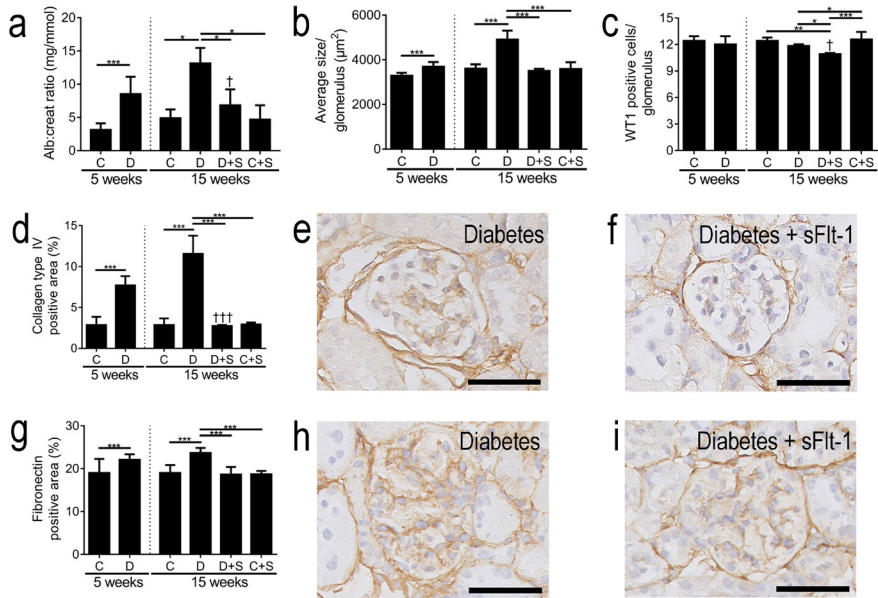 a
Alb:creat ratio (mg/mmol)
20
15
10
5
0
***
*
*
*
†
C D C D D+S C+S
5 weeks 15 weeks
b
Average size/
glomerulus (µm²)
6000
4000
2000
0
***
***
***
***
C D C D D+S C+S
5 weeks 15 weeks
c
WT1 positive cells/
glomerulus
15
12
9
6
3
0
*
*
***
**
†
C D C D D+S C+S
5 weeks 15 weeks
d
Collagen type IV
positive area (%)
15
10
5
0
***
***
***
***
†††
C D C D D+S C+S
5 weeks 15 weeks
e
Diabetes
f
Diabetes + sFlt-1
g
Fibronectin
positive area (%)
30
20
10
0
***
***
***
***
C D C D D+S C+S
5 weeks 15 weeks
h
Diabetes
i
Diabetes + sFlt-1